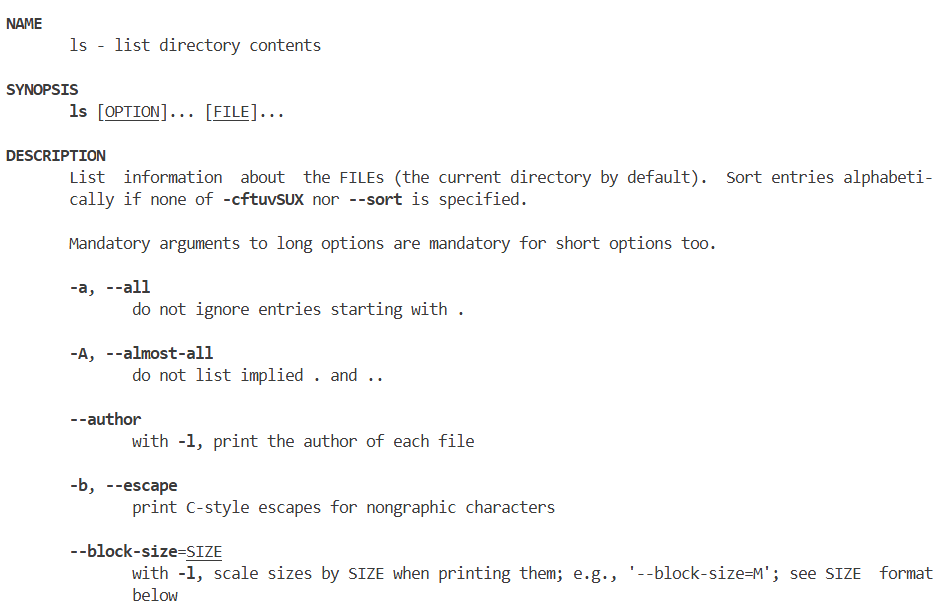 NAME
ls - list directory contents
SYNOPSIS
ls [OPTION]... [FILE]...
DESCRIPTION
List  information  about  the FILEs (the current directory by default).  Sort entries alphabeti-
cally if none of -cftuvSUX nor --sort is specified.
Mandatory arguments to long options are mandatory for short options too.
-a, --all
do not ignore entries starting with .
-A, --almost-all
do not list implied . and ..
--author
with -l, print the author of each file
-b, --escape
print C-style escapes for nongraphic characters
--block-size=SIZE
with -l, scale sizes by SIZE when printing them; e.g., '--block-size=M'; see SIZE  format
below